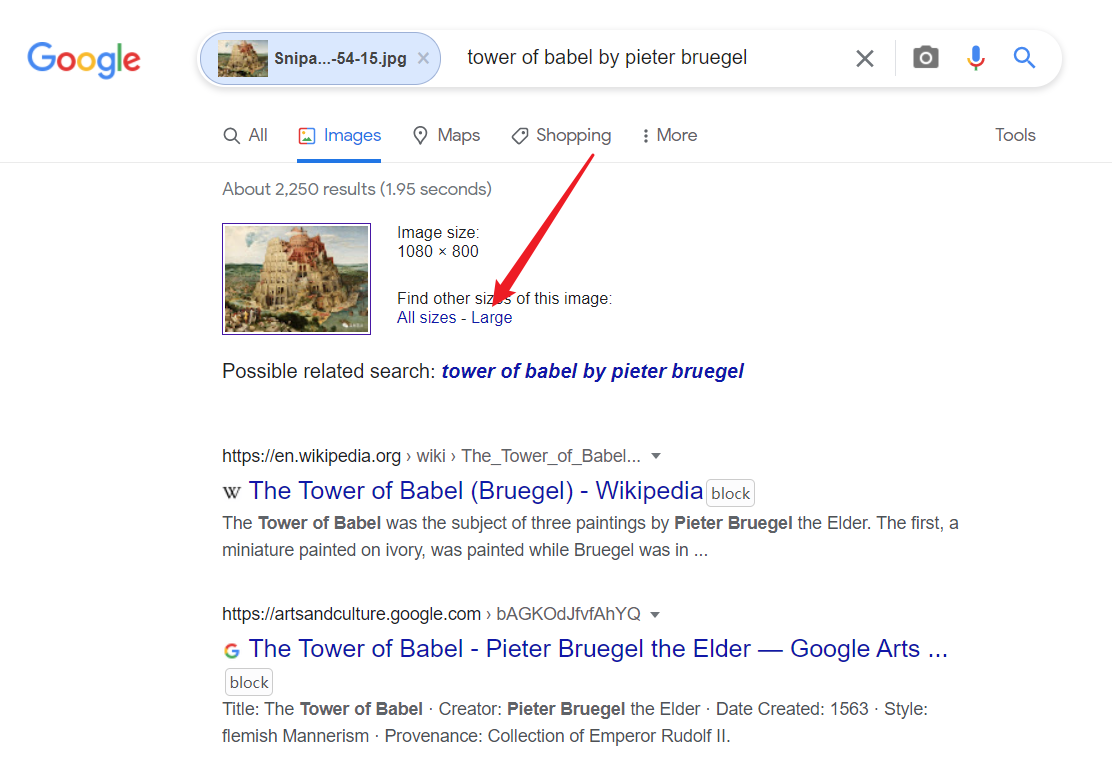 Google
Snipa...-54-15.jpg
tower of babel by pieter bruegel
All Images Maps Shopping More Tools
About 2,250 results (1.95 seconds)
Image size:
1080 × 800
Find other sizes of this image:
All sizes - Large
Possible related search: tower of babel by pieter bruegel
https://en.wikipedia.org › wiki › The_Tower_of_Babel...
W The Tower of Babel (Bruegel) - Wikipedia block
The Tower of Babel was the subject of three paintings by Pieter Bruegel the Elder. The first, a
miniature painted on ivory, was painted while Bruegel was in ...
https://artsandculture.google.com › bAGKOdJfvfAhYQ
G The Tower of Babel - Pieter Bruegel the Elder — Google Arts ...
block
Title: The Tower of Babel · Creator: Pieter Bruegel the Elder · Date Created: 1563 · Style:
flemish Mannerism · Provenance: Collection of Emperor Rudolf II.